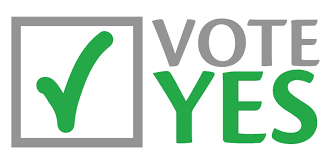 VOTE
YES